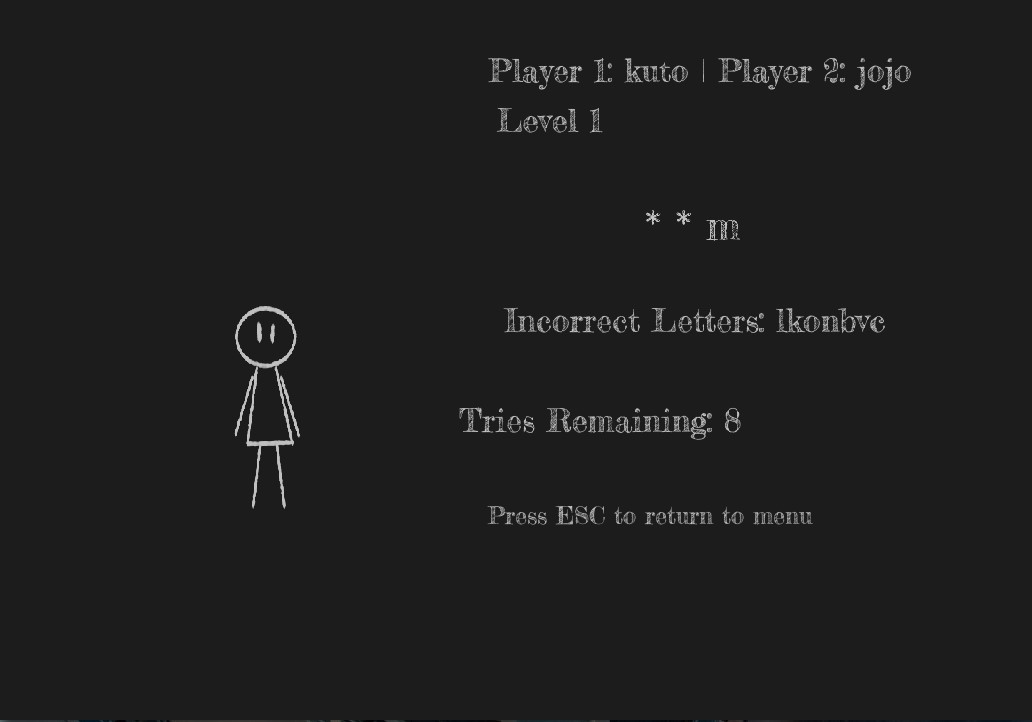 Player 1: kuto | Player 2: jojo
Level 1
* * m
Incorrect Letters: lkonbvc
Tries Remaining: 8
Press ESC to return to menu